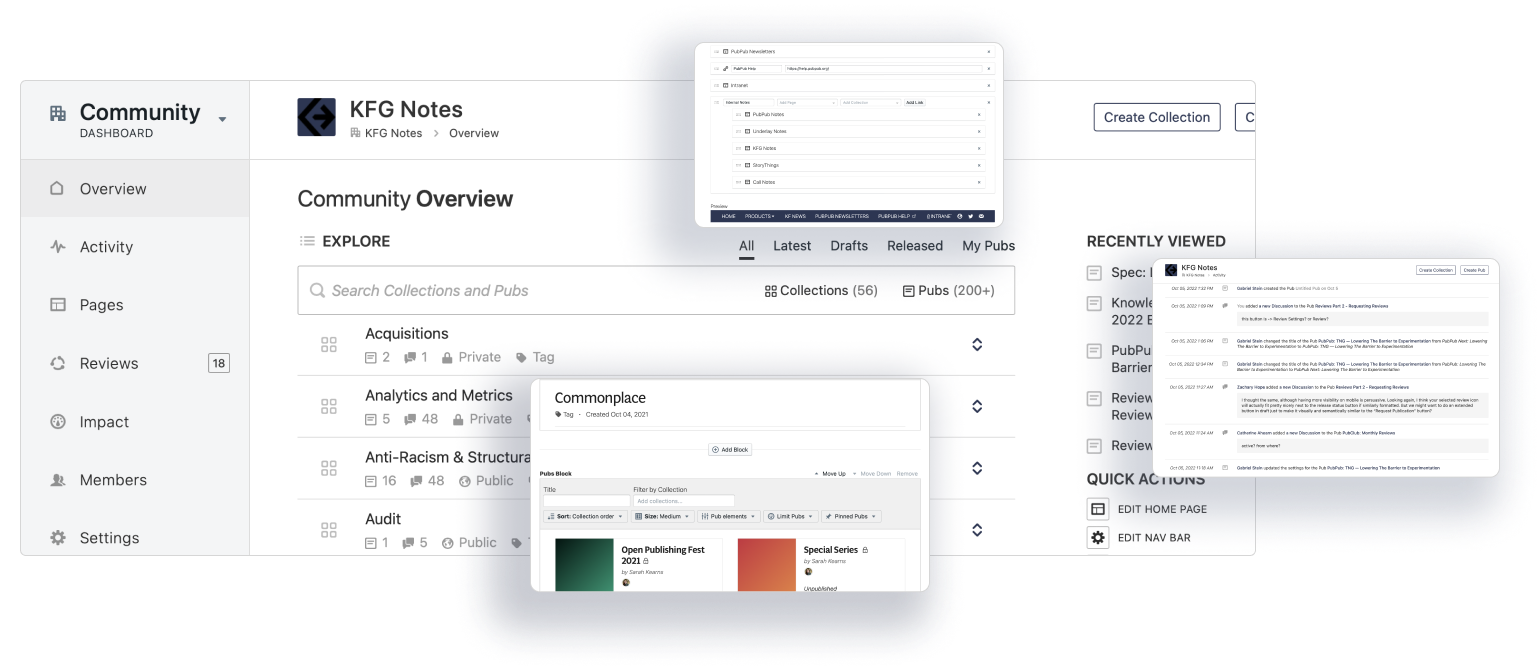 Community
DASHBOARD
Overview
Activity
Pages
Reviews 18
Impact
Members
Settings
KFG Notes
KFG Notes > Overview
Create Collection
C
Community Overview
EXPLORE
All Latest Drafts Released My Pubs
Search Collections and Pubs
Collections (56) Pubs (200+)
Acquisitions
2 1 Private Tag
Analytics and Metrics
5 48 Private
Anti-Racism & Structura
16 48 Public
Audit
1 5 Public
RECENTLY VIEWED
Spec:
Knowle
2022 E
PubPu
Barrier
Review
Review
Review
QUICK ACTIONS
EDIT HOME PAGE
EDIT NAV BAR
PubPub Newsletters
PubPub Help https://help.pubpub.org/
Intranet
Internal Notes Add Page Add Collection Add Link
PubPub Notes
Underlay Notes
KFG Notes
StoryThings
Call Notes
Preview
HOME PRODUCTS KF NEWS PUBPUB NEWSLETTERS PUBPUB HELP @INTRANET
Commonplace
Tag · Created Oct 04, 2021
Add Block
Pubs Block
Move Up Move Down Remove
Title Filter by Collection
Add collections...
Sort: Collection order Size: Medium Pub elements Limit Pubs Pinned Pubs
Open Publishing Fest
2021
by Sarah Kearns
Special Series
by Sarah Kearns
Unpublished
KFG Notes
KFG Notes > Activity
Create Collection Create Pub
Oct 05, 2022 1:32 PM Gabriel Stein created the Pub Untitled Pub on Oct 5
Oct 05, 2022 1:09 PM You added a new Discussion to the Pub Reviews Part 2 - Requesting Reviews
this button is -> Review Settings? or Review?
Oct 05, 2022 1:06 PM Gabriel Stein changed the title of the Pub PubPub: TNG — Lowering The Barrier to Experimentation from PubPub Next: Lowering
The Barrier to Experimentation to PubPub: TNG — Lowering The Barrier to Experimentation
Oct 05, 2022 12:54 PM Gabriel Stein changed the title of the Pub PubPub: TNG — Lowering The Barrier to Experimentation from PubPub: Lowering The
Barrier to Experimentation to PubPub Next: Lowering The Barrier to Experimentation
Oct 05, 2022 11:27 AM Zachary Hope added a new Discussion to the Pub Reviews Part 2 - Requesting Reviews
I thought the same, although having more visibility on mobile is persuasive. Looking again, I think your selected review icon
will actually fit pretty nicely next to the release status button if similarly formatted. but we might want to do an extended
button in draft just to make it visually and semantically similar to the "Request Publication" button?
Oct 05, 2022 11:24 AM Catherine Ahearn added a new Discussion to the Pub PubClub: Monthly Reviews
archive? from where?
Oct 05, 2022 11:16 AM Gabriel Stein updated the settings for the Pub PubPub: TNG — Lowering The Barrier to Experimentation